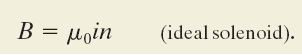 B = μ₀in (ideal solenoid).